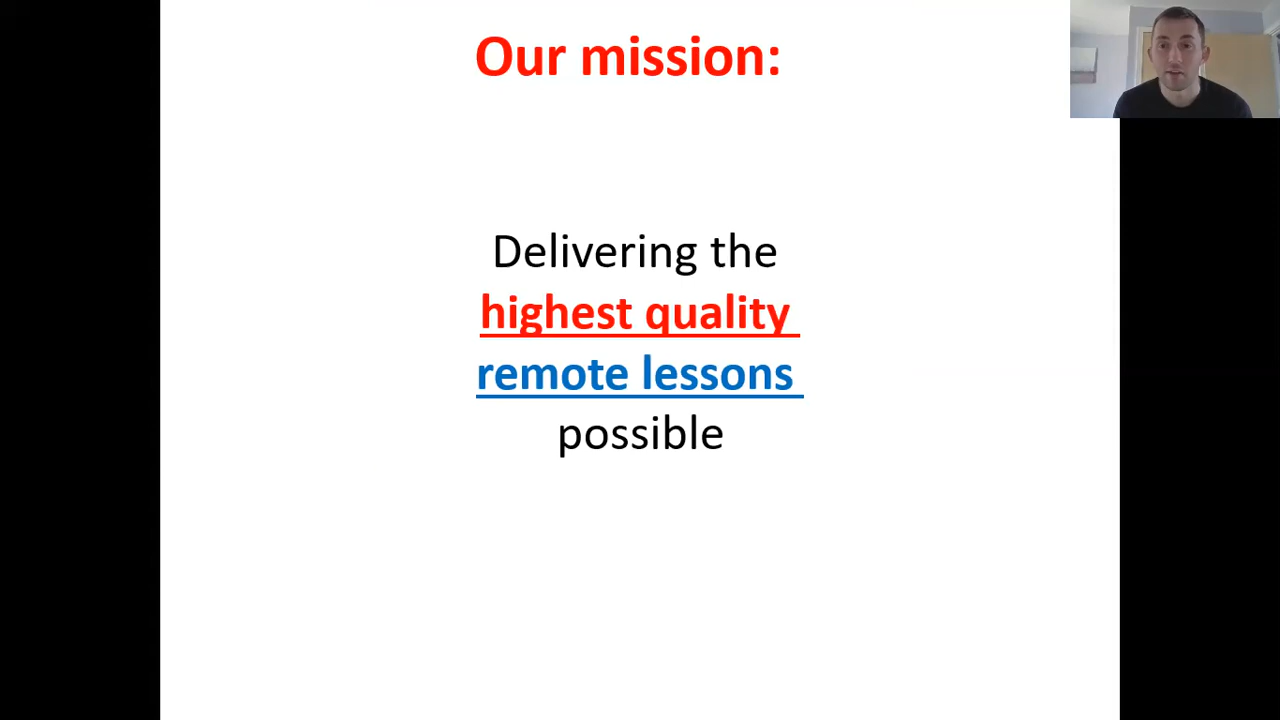 Our mission:
Delivering the
highest quality
remote lessons
possible